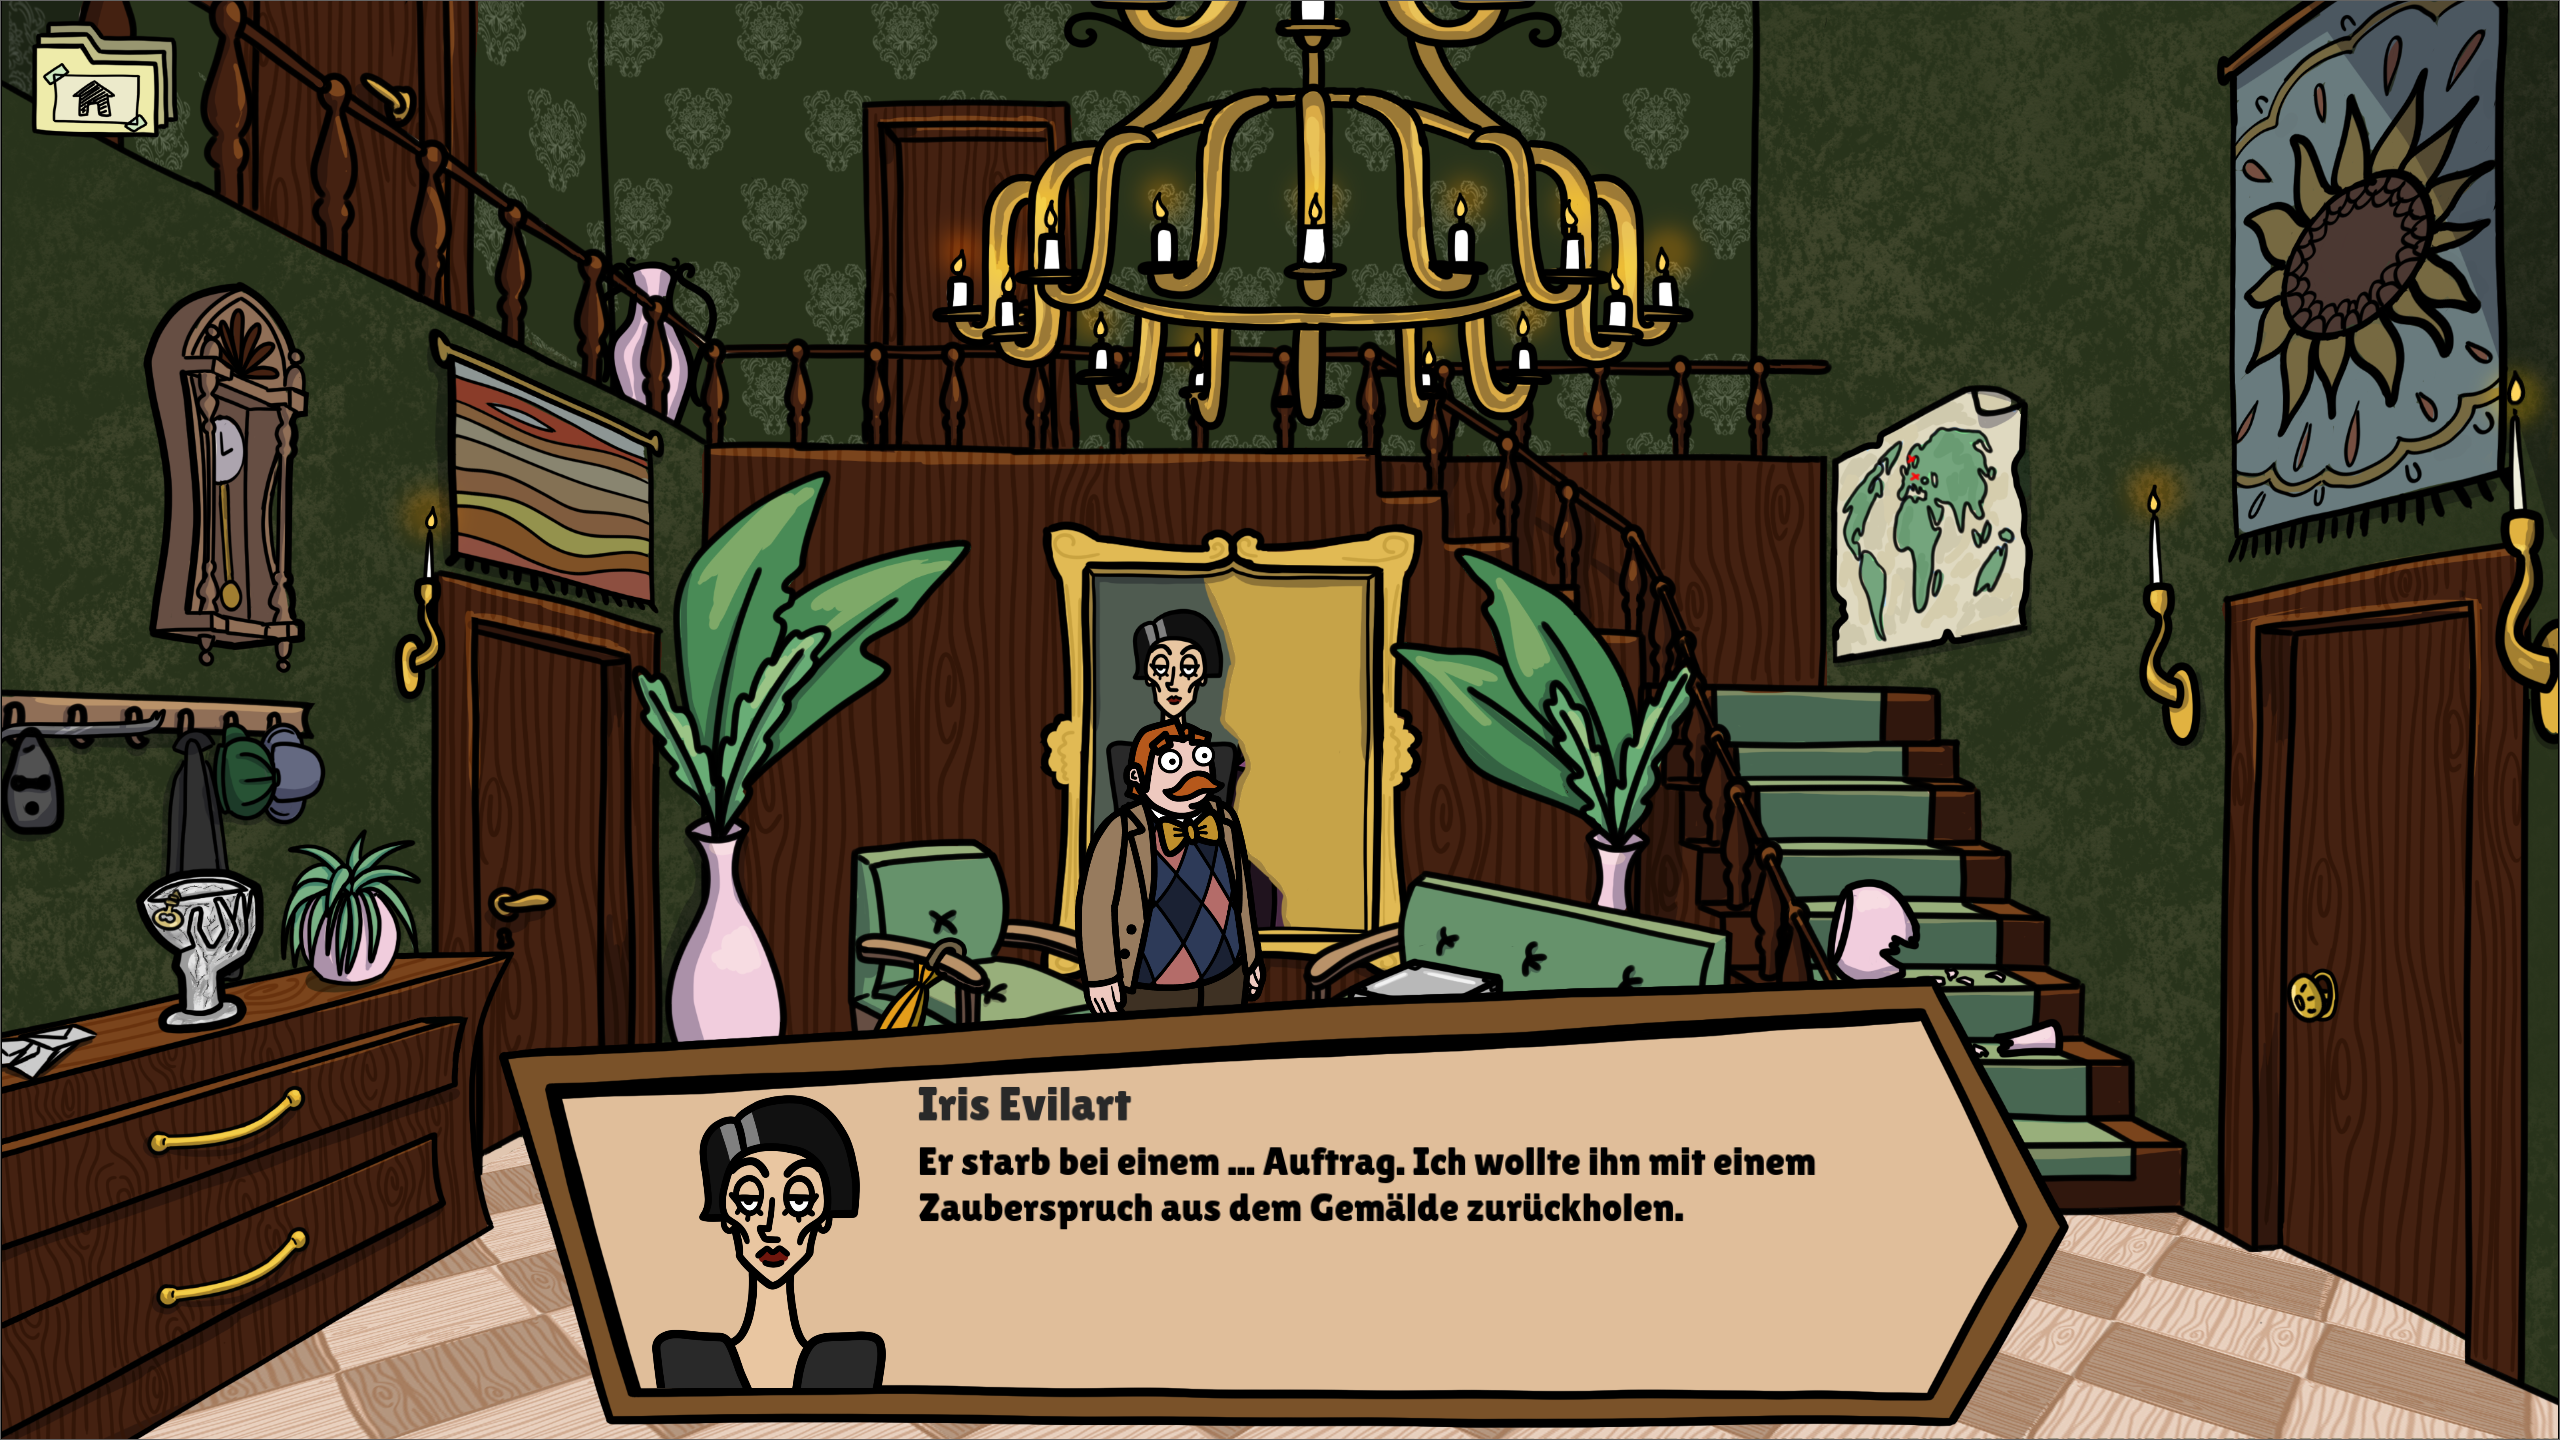 Iris Evilart
Er starb bei einem ... Auftrag. Ich wollte ihn mit einem
Zauberspruch aus dem Gemälde zurückholen.